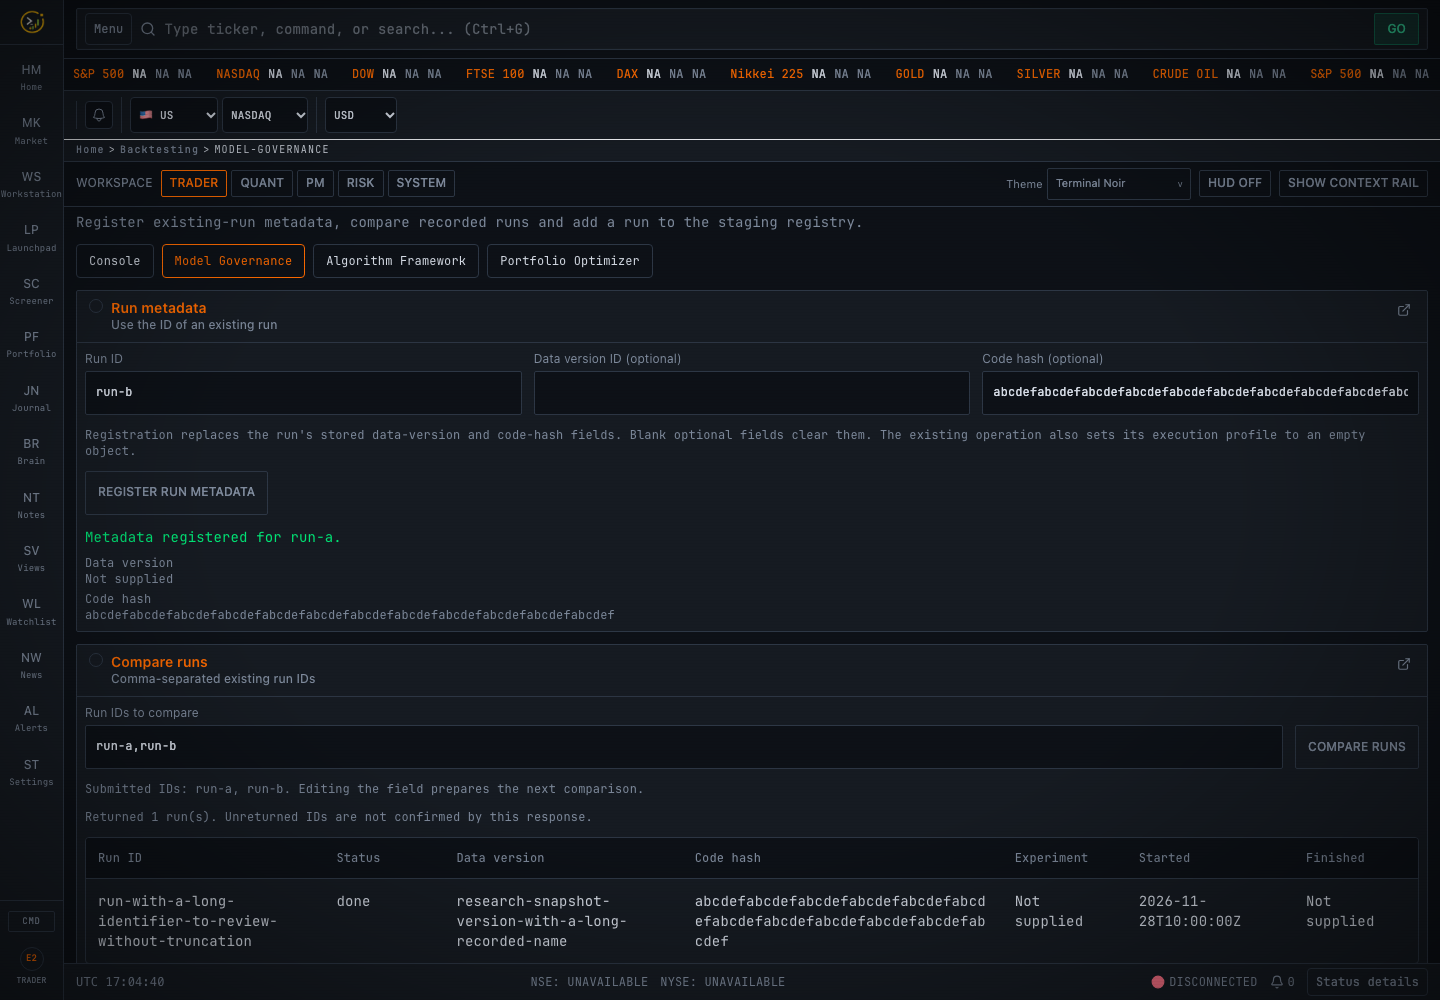 Menu
Type ticker, command, or search... (Ctrl+G)
GO
S&P 500 NA NA NA NASDAQ NA NA NA DOW NA NA NA FTSE 100 NA NA NA DAX NA NA NA Nikkei 225 NA NA NA GOLD NA NA NA SILVER NA NA NA CRUDE OIL NA NA NA S&P 500 NA NA NA
US NASDAQ USD
Home > Backtesting > MODEL-GOVERNANCE
WORKSPACE TRADER QUANT PM RISK SYSTEM Theme Terminal Noir HUD OFF SHOW CONTEXT RAIL
HM
Home
MK
Market
WS
Workstation
LP
Launchpad
SC
Screener
PF
Portfolio
JN
Journal
BR
Brain
NT
Notes
SV
Views
WL
Watchlist
NW
News
AL
Alerts
ST
Settings
CMD
E2
TRADER
Register existing-run metadata, compare recorded runs and add a run to the staging registry.
Console Model Governance Algorithm Framework Portfolio Optimizer
Run metadata
Use the ID of an existing run
Run ID Data version ID (optional) Code hash (optional)
run-b abcdefabcdefabcdefabcdefabcdefabcdefabcdefabcdefabcdefabcdefabc
Registration replaces the run's stored data-version and code-hash fields. Blank optional fields clear them. The existing operation also sets its execution profile to an empty
object.
REGISTER RUN METADATA
Metadata registered for run-a.
Data version
Not supplied
Code hash
abcdefabcdefabcdefabcdefabcdefabcdefabcdefabcdefabcdefabcdefabcdefabcdef
Compare runs
Comma-separated existing run IDs
Run IDs to compare
run-a,run-b
COMPARE RUNS
Submitted IDs: run-a, run-b. Editing the field prepares the next comparison.
Returned 1 run(s). Unreturned IDs are not confirmed by this response.
Run ID Status Data version Code hash Experiment Started Finished
run-with-a-long- done research-snapshot- abcdefabcdefabcdefabcdefabcdefabcdefabcd Not 2026-11- Not
identifier-to-review- version-with-a-long- efabcdefabcdefabcdefabcdefabcdefabcdefab supplied 28T10:00:00Z supplied
without-truncation recorded-name cdef
UTC 17:04:40 NSE: UNAVAILABLE NYSE: UNAVAILABLE DISCONNECTED 0 Status details